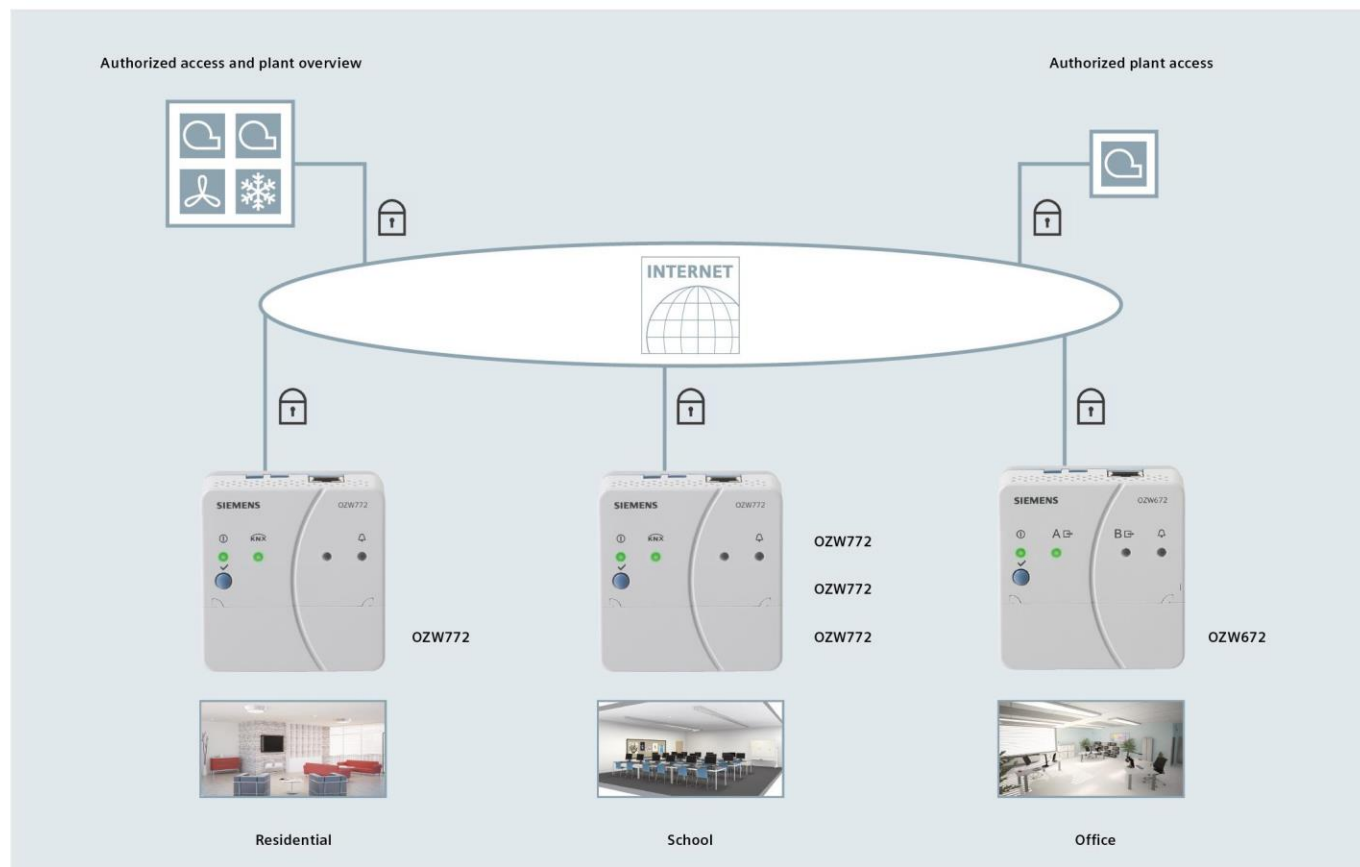 Authorized access and plant overview
Authorized plant access
INTERNET
SIEMENS
OZW772
KNX
OZW772
SIEMENS
OZW772
KNX
OZW772
OZW772
OZW772
SIEMENS
OZW672
A
B
OZW672
Residential
School
Office